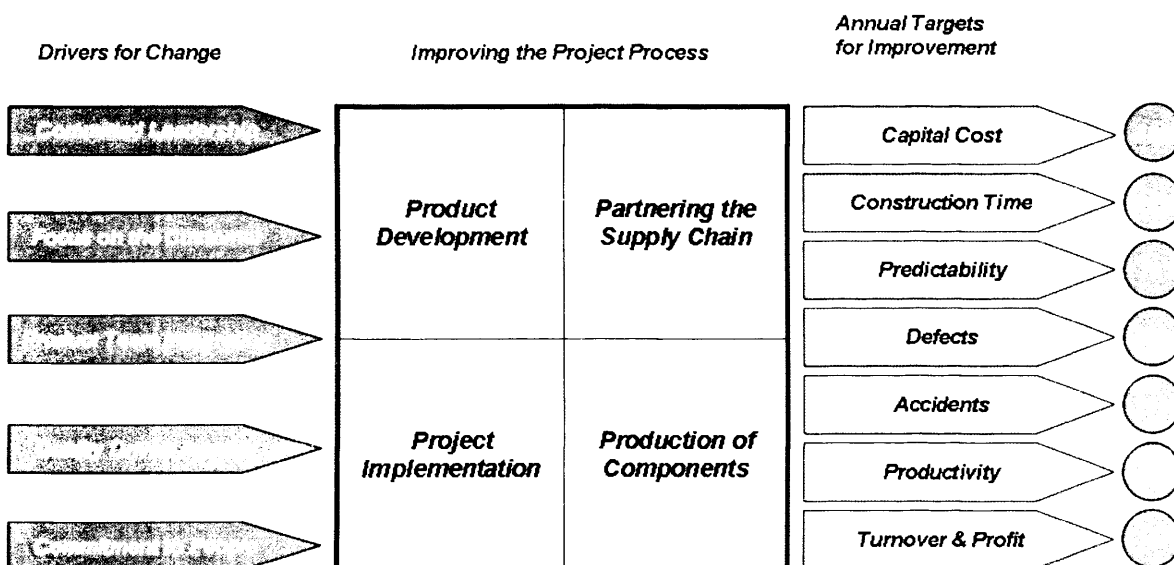 Drivers for Change
Improving the Project Process
Annual Targets
for Improvement
Product
Development
Partnering the
Supply Chain
Project
Implementation
Production of
Components
Capital Cost
Construction Time
Predictability
Defects
Accidents
Productivity
Turnover & Profit